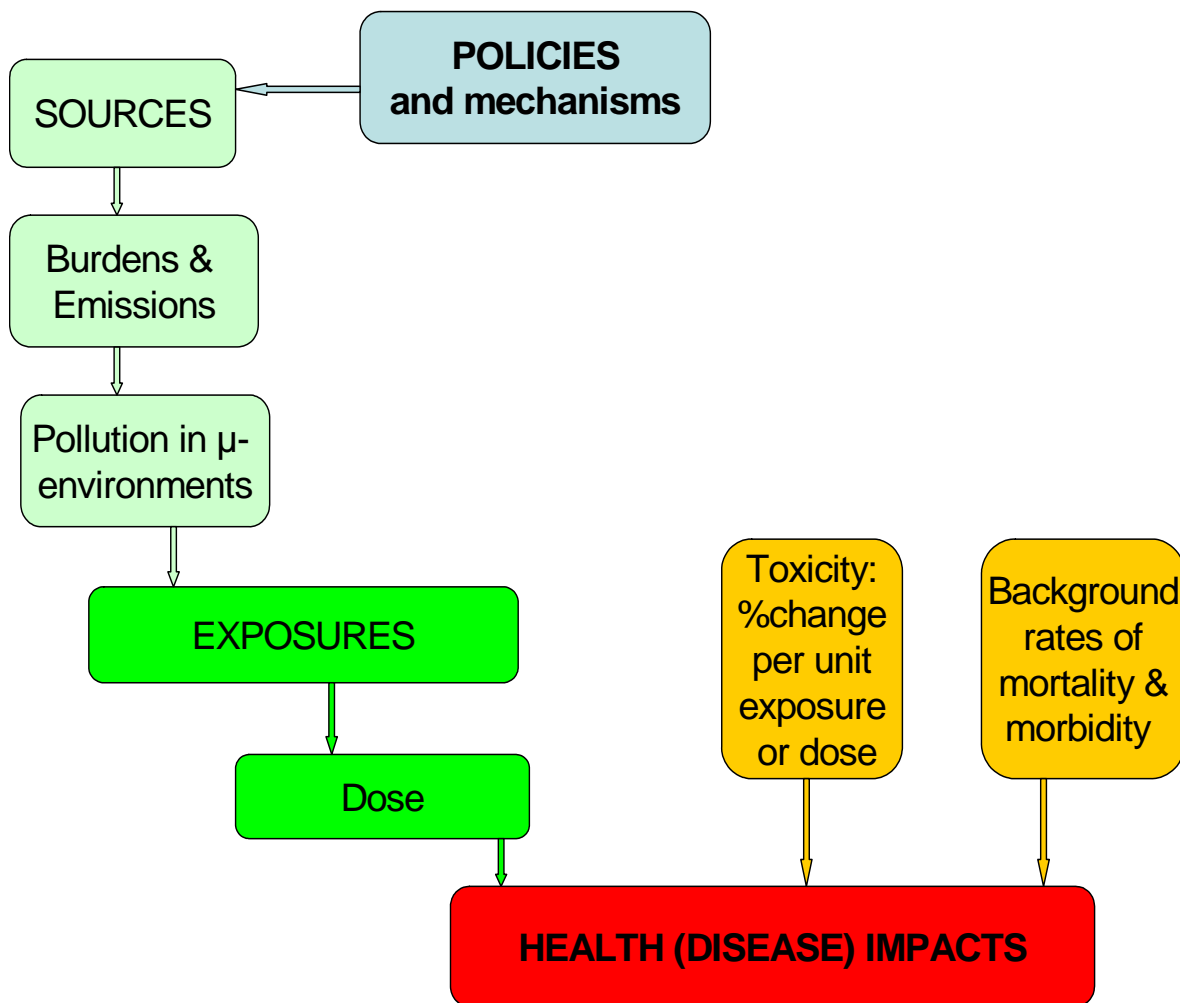 POLICIES
and mechanisms
SOURCES
Burdens &
Emissions
Pollution in µ-
environments
EXPOSURES
Dose
Toxicity:
%change
per unit
exposure
or dose
Background
rates of
mortality &
morbidity
HEALTH (DISEASE) IMPACTS